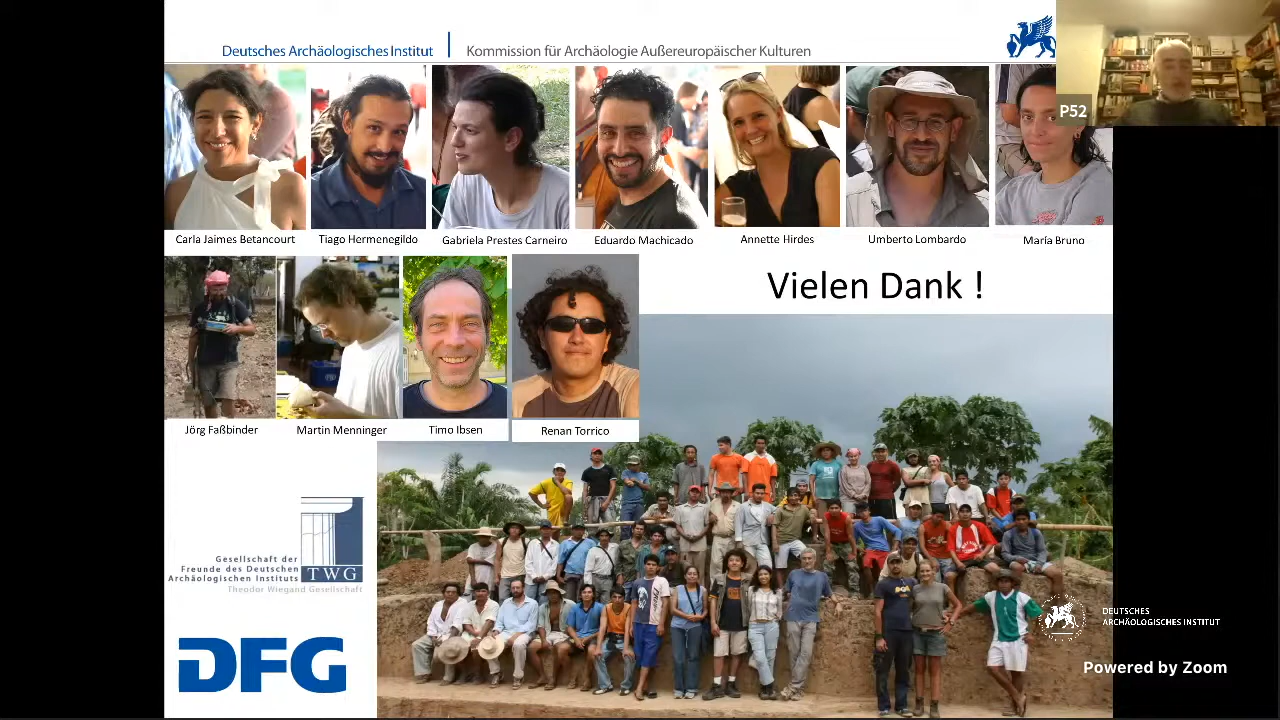 Deutsches Archäologisches Institut
Kommission für Archäologie Außereuropäischer Kulturen
P52
Carla Jaimes Betancourt
Tiago Hermenegildo
Gabriela Prestes Carneiro
Eduardo Machicado
Annette Hirdes
Umberto Lombardo
María Bruno
Vielen Dank !
Jörg Faßbinder
Martin Menninger
Timo Ibsen
Renan Torrico
Gesellschaft der
Freunde des Deutschen
Archäologischen Instituts
TWG
Theodor Wiegand Gesellschaft
DFG
DEUTSCHES
ARCHÄOLOGISCHES INSTITUT
Powered by Zoom